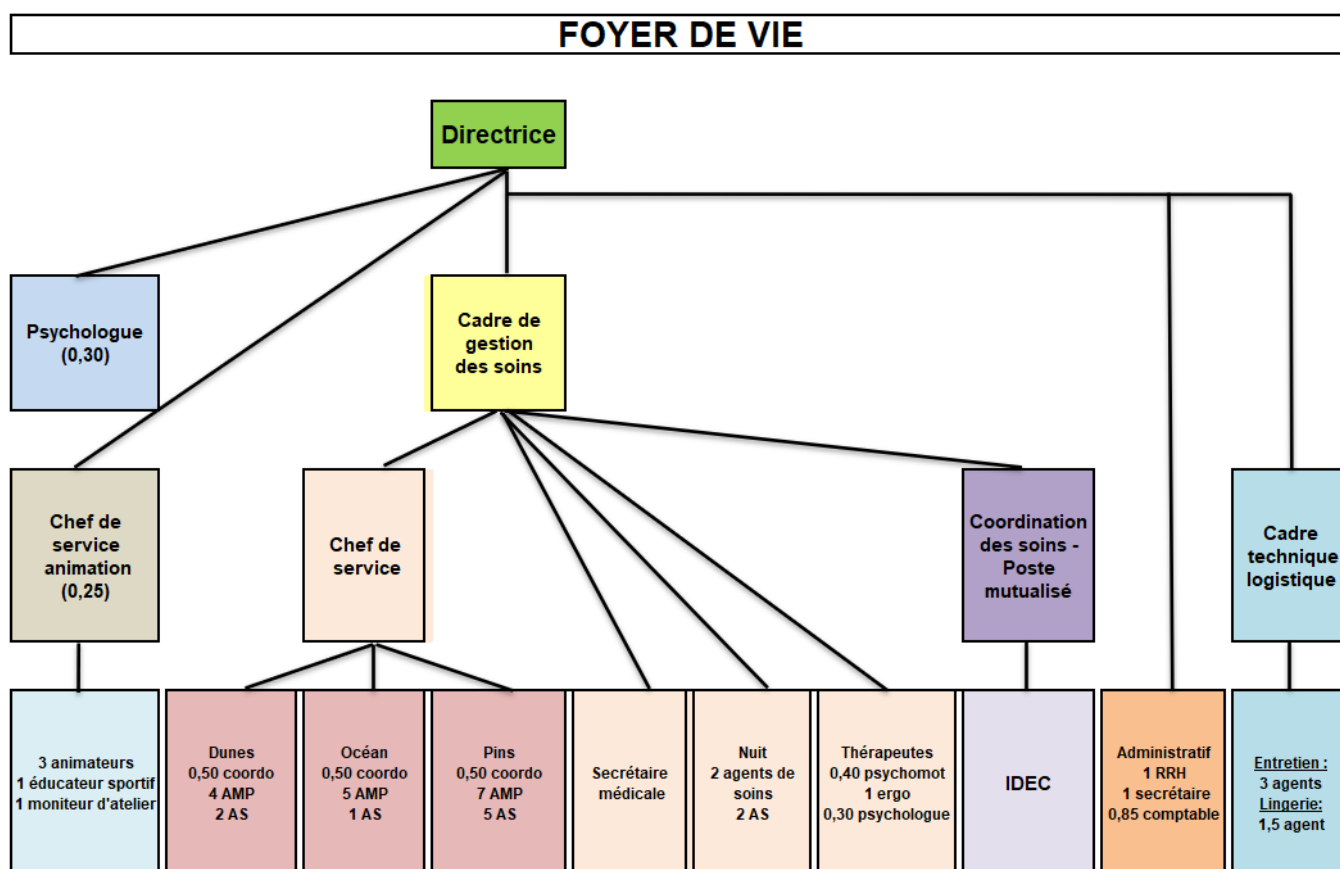 FOYER DE VIE
Directrice
Psychologue
(0,30)
Cadre de
gestion
des soins
Chef de
service
animation
(0,25)
Chef de
service
Coordination
des soins -
Poste
mutualisé
Cadre
technique
logistique
3 animateurs
1 éducateur sportif
1 moniteur d'atelier
Dunes
0,50 coordo
4 AMP
2 AS
Océan
0,50 coordo
5 AMP
1 AS
Pins
0,50 coordo
7 AMP
5 AS
Secrétaire
médicale
Nuit
2 agents de
soins
2 AS
Thérapeutes
0,40 psychomot
1 ergo
0,30 psychologue
IDEC
Administratif
1 RRH
1 secrétaire
0,85 comptable
Entretien :
3 agents
Lingerie:
1,5 agent